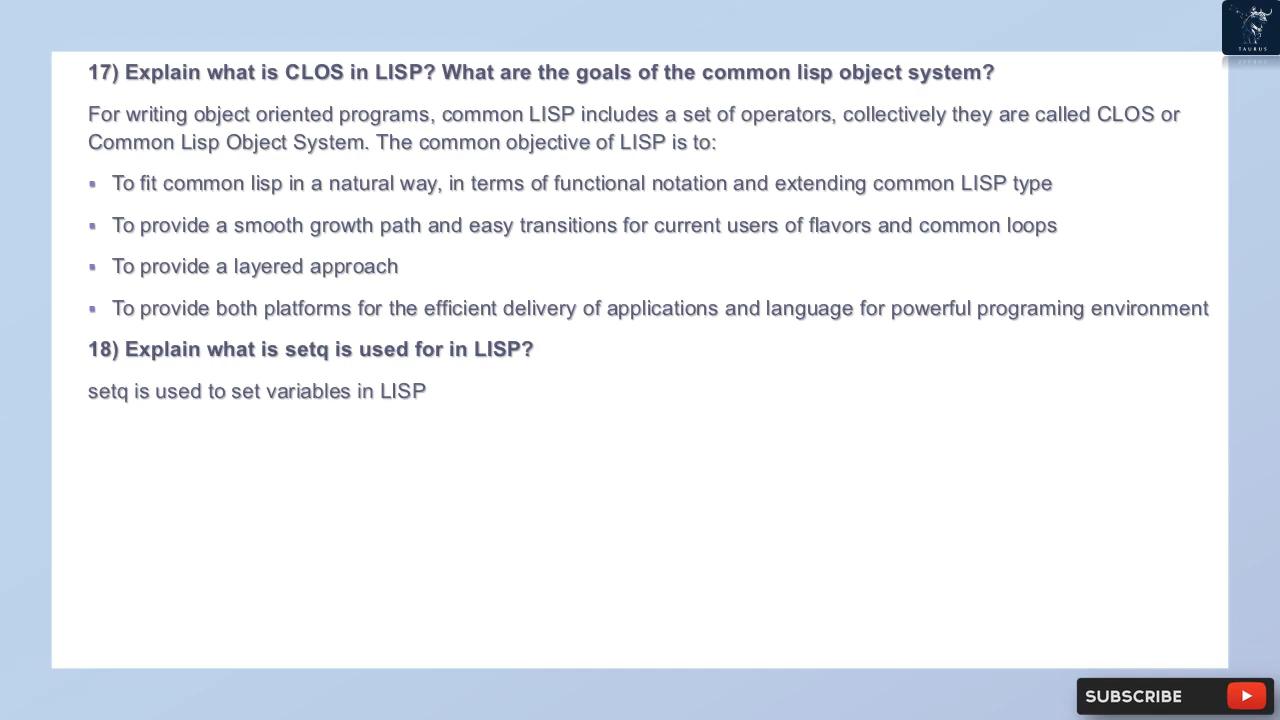 TAURUS
17) Explain what is CLOS in LISP? What are the goals of the common lisp object system?
For writing object oriented programs, common LISP includes a set of operators, collectively they are called CLOS or
Common Lisp Object System. The common objective of LISP is to:
▪ To fit common lisp in a natural way, in terms of functional notation and extending common LISP type
▪ To provide a smooth growth path and easy transitions for current users of flavors and common loops
▪ To provide a layered approach
▪ To provide both platforms for the efficient delivery of applications and language for powerful programing environment
18) Explain what is setq is used for in LISP?
setq is used to set variables in LISP
SUBSCRIBE